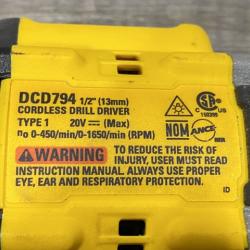 DCD794 1/2" (13mm)
CORDLESS DRILL DRIVER
TYPE 1 20V ⎓ (Max)
n₀ 0-450/min/0-1650/min (RPM)
WARNING TO REDUCE THE RISK OF
INJURY, USER MUST READ
INSTRUCTION MANUAL. ALWAYS USE PROPER
EYE, EAR AND RESPIRATORY PROTECTION.
NOM ANCE
ID